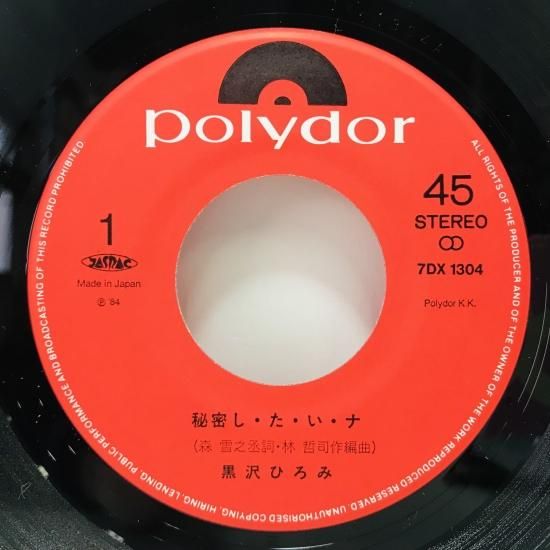 polydor
1
JASRAC
Made in Japan
℗ '84
45
STEREO
7DX 1304
Polydor K.K.
秘密し・た・い・ナ
(森 雪之丞詞・林 哲司作編曲)
黒沢ひろみ
ALL RIGHTS OF THE PRODUCER AND OF THE OWNER OF THE WORK REPRODUCED RESERVED. UNAUTHORISED COPYING, HIRING, LENDING, PUBLIC PERFORMANCE AND BROADCASTING OF THIS RECORD PROHIBITED